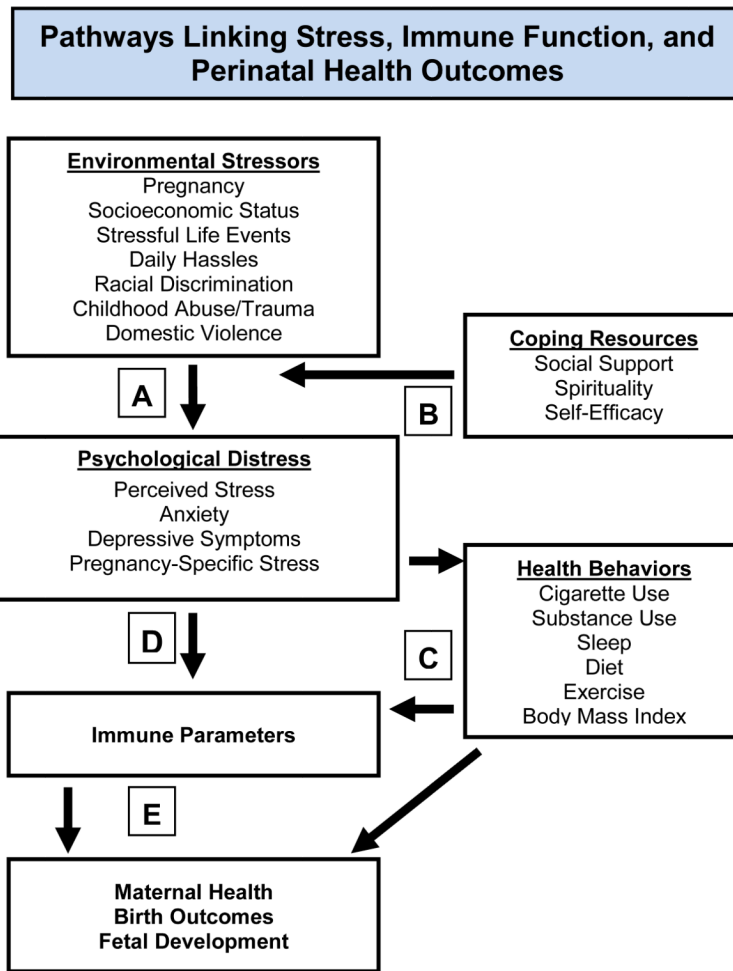 Pathways Linking Stress, Immune Function, and
Perinatal Health Outcomes
Environmental Stressors
Pregnancy
Socioeconomic Status
Stressful Life Events
Daily Hassles
Racial Discrimination
Childhood Abuse/Trauma
Domestic Violence
Coping Resources
Social Support
Spirituality
Self-Efficacy
A
B
Psychological Distress
Perceived Stress
Anxiety
Depressive Symptoms
Pregnancy-Specific Stress
Health Behaviors
Cigarette Use
Substance Use
Sleep
Diet
Exercise
Body Mass Index
D
C
Immune Parameters
E
Maternal Health
Birth Outcomes
Fetal Development